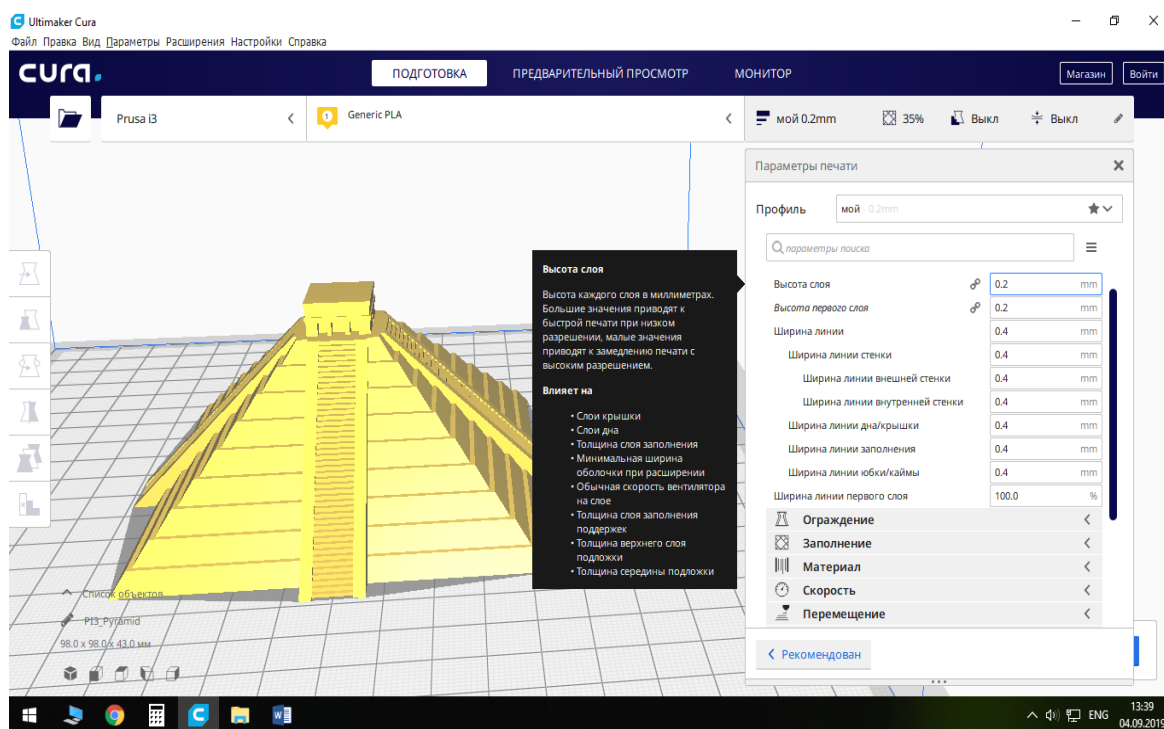 Ultimaker Cura
Файл Правка Вид Параметры Расширения Настройки Справка
cura.
ПОДГОТОВКА
ПРЕДВАРИТЕЛЬНЫЙ ПРОСМОТР
МОНИТОР
Магазин
Войти
Prusa i3
1
Generic PLA
мой 0.2mm
35%
Выкл
Выкл
Параметры печати
Профиль
мой - 0.2mm
параметры поиска
Высота слоя
0.2 mm
Высота первого слоя
0.2 mm
Ширина линии
0.4 mm
Ширина линии стенки
0.4 mm
Ширина линии внешней стенки
0.4 mm
Ширина линии внутренней стенки
0.4 mm
Ширина линии дна/крышки
0.4 mm
Ширина линии заполнения
0.4 mm
Ширина линии юбки/каймы
0.4 mm
Ширина линии первого слоя
100.0 %
Ограждение
Заполнение
Материал
Скорость
Перемещение
Рекомендован
Высота слоя
Высота каждого слоя в миллиметрах.
Большие значения приводят к
быстрой печати при низком
разрешении, малые значения
приводят к замедлению печати с
высоким разрешением.
Влияет на
• Слои крышки
• Слои дна
• Толщина слоя заполнения
• Минимальная ширина
оболочки при расширении
• Обычная скорость вентилятора
на слое
• Толщина слоя заполнения
поддержек
• Толщина верхнего слоя
подложки
• Толщина середины подложки
Список объектов
PI3_Pyramid
98.0 x 98.0 x 43.0 мм
ENG
13:39
04.09.2019